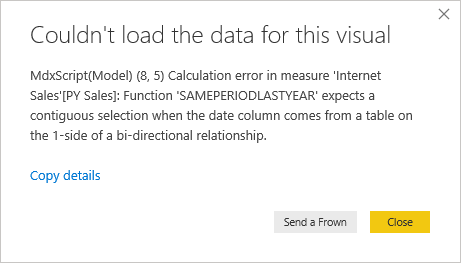 Couldn't load the data for this visual
MdxScript(Model) (8, 5) Calculation error in measure 'Internet
Sales'[PY Sales]: Function 'SAMEPERIODLASTYEAR' expects a
contiguous selection when the date column comes from a table on
the 1-side of a bi-directional relationship.
Copy details
Send a Frown
Close